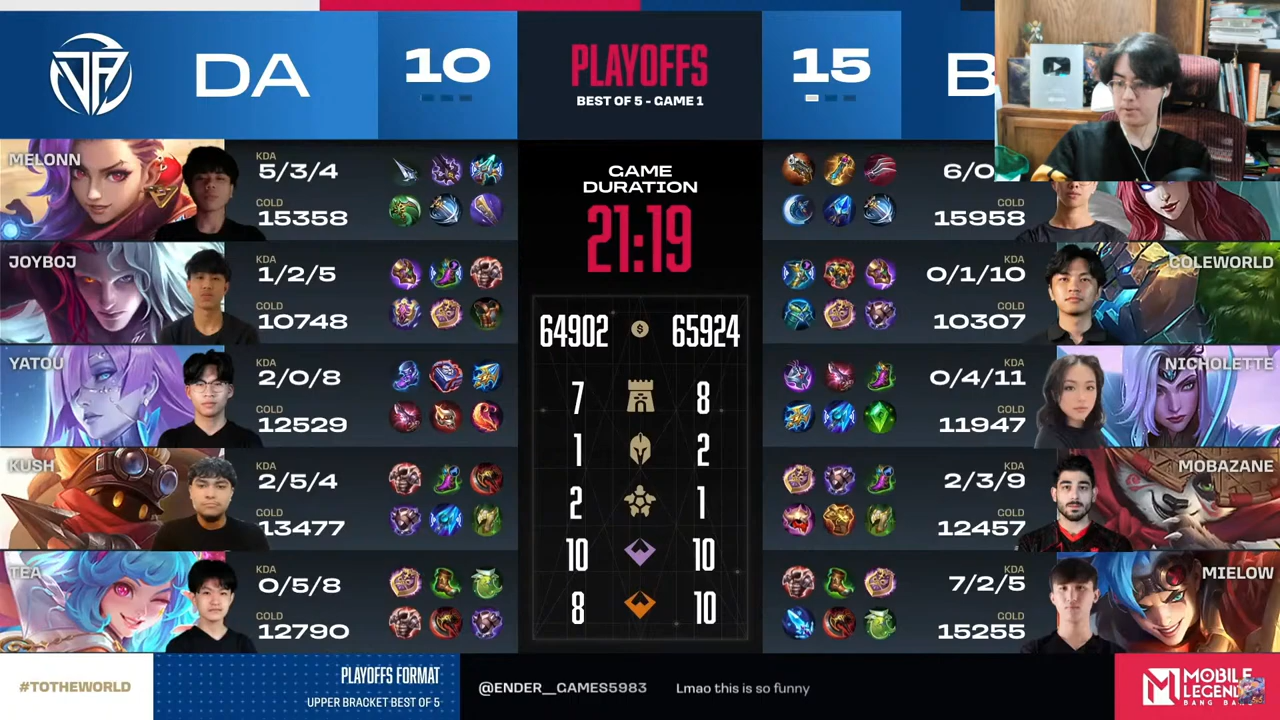 DA
10
PLAYOFFS
BEST OF 5 - GAME 1
15
B
MELONN
KDA
5/3/4
GOLD
15358
JOYBOJ
KDA
1/2/5
GOLD
10748
YATOU
KDA
2/0/8
GOLD
12529
KUSH
KDA
2/5/4
GOLD
13477
TEA
KDA
0/5/8
GOLD
12790
GAME
DURATION
21:19
64902 $ 65924
7 8
1 2
2 1
10 10
8 10
6/0
GOLD
15958
COLEWORLD
KDA
0/1/10
GOLD
10307
NICHOLETTE
KDA
0/4/11
GOLD
11947
MOBAZANE
KDA
2/3/9
GOLD
12457
MIELOW
KDA
7/2/5
GOLD
15255
#TOTHEWORLD
PLAYOFFS FORMAT
UPPER BRACKET BEST OF 5
@ENDER__GAMES5983 Lmao this is so funny
MOBILE
LEGEND
BANG BA